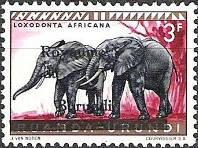 LOXODONTA AFRICANA
3F
Royaume
du
Burundi
RUANDA-URUNDI
J. VAN NOTEN
COURVOISIER S.A.